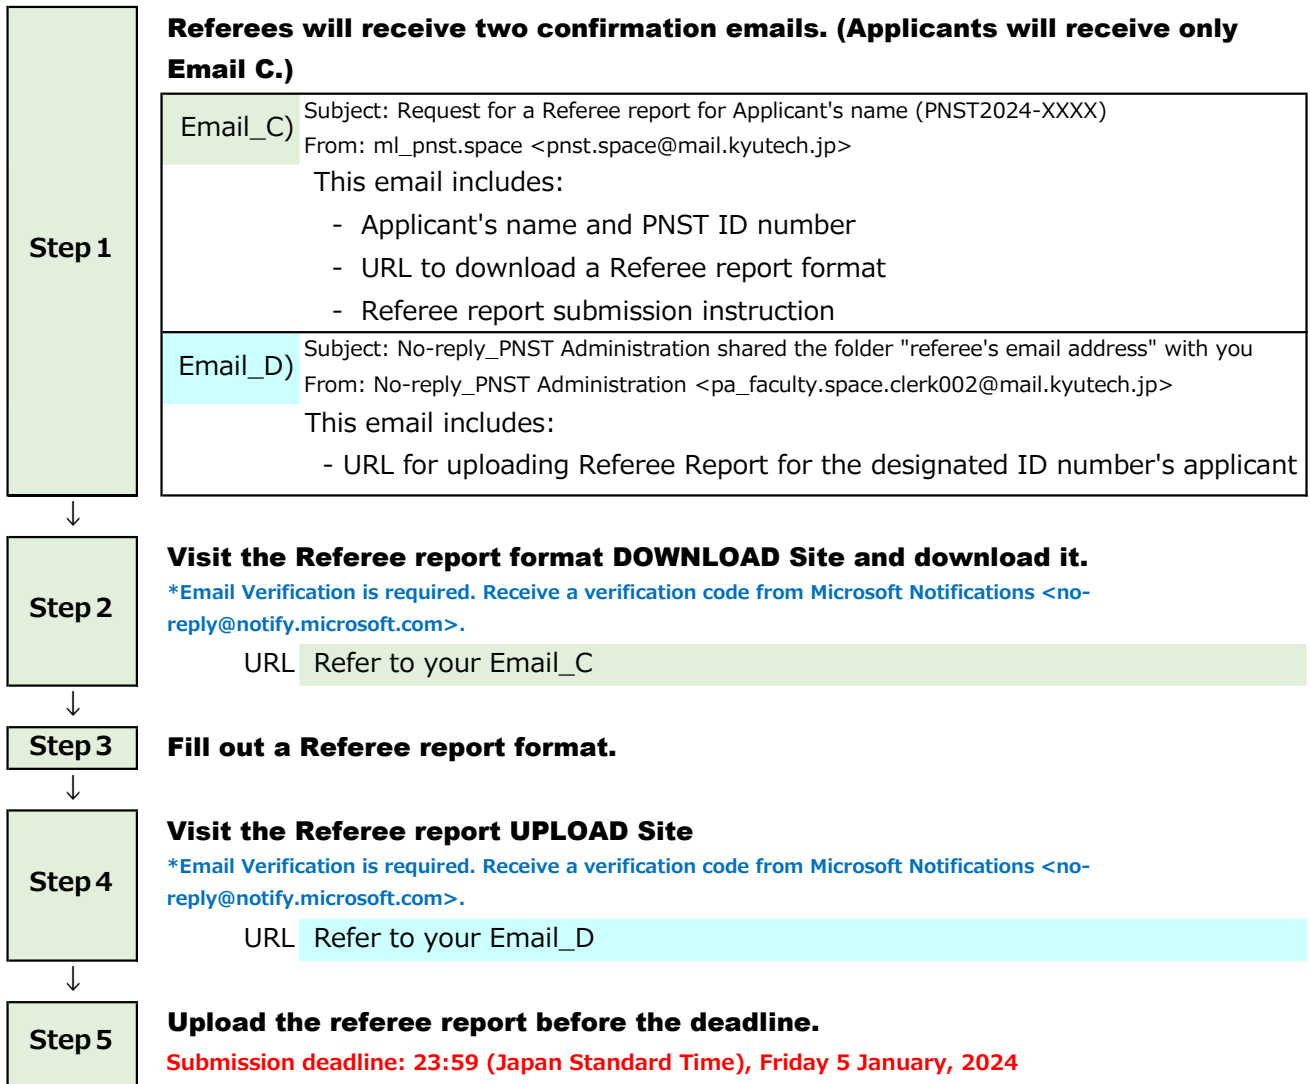 Step 1
Referees will receive two confirmation emails. (Applicants will receive only
Email C.)
Email_C)
Subject: Request for a Referee report for Applicant's name (PNST2024-XXXX)
From: ml_pnst.space <pnst.space@mail.kyutech.jp>
This email includes:
- Applicant's name and PNST ID number
- URL to download a Referee report format
- Referee report submission instruction
Email_D)
Subject: No-reply_PNST Administration shared the folder "referee's email address" with you
From: No-reply_PNST Administration <pa_faculty.space.clerk002@mail.kyutech.jp>
This email includes:
- URL for uploading Referee Report for the designated ID number's applicant
↓
Step 2
Visit the Referee report format DOWNLOAD Site and download it.
*Email Verification is required. Receive a verification code from Microsoft Notifications <no-
reply@notify.microsoft.com>.
URL Refer to your Email_C
↓
Step 3
Fill out a Referee report format.
↓
Step 4
Visit the Referee report UPLOAD Site
*Email Verification is required. Receive a verification code from Microsoft Notifications <no-
reply@notify.microsoft.com>.
URL Refer to your Email_D
↓
Step 5
Upload the referee report before the deadline.
Submission deadline: 23:59 (Japan Standard Time), Friday 5 January, 2024